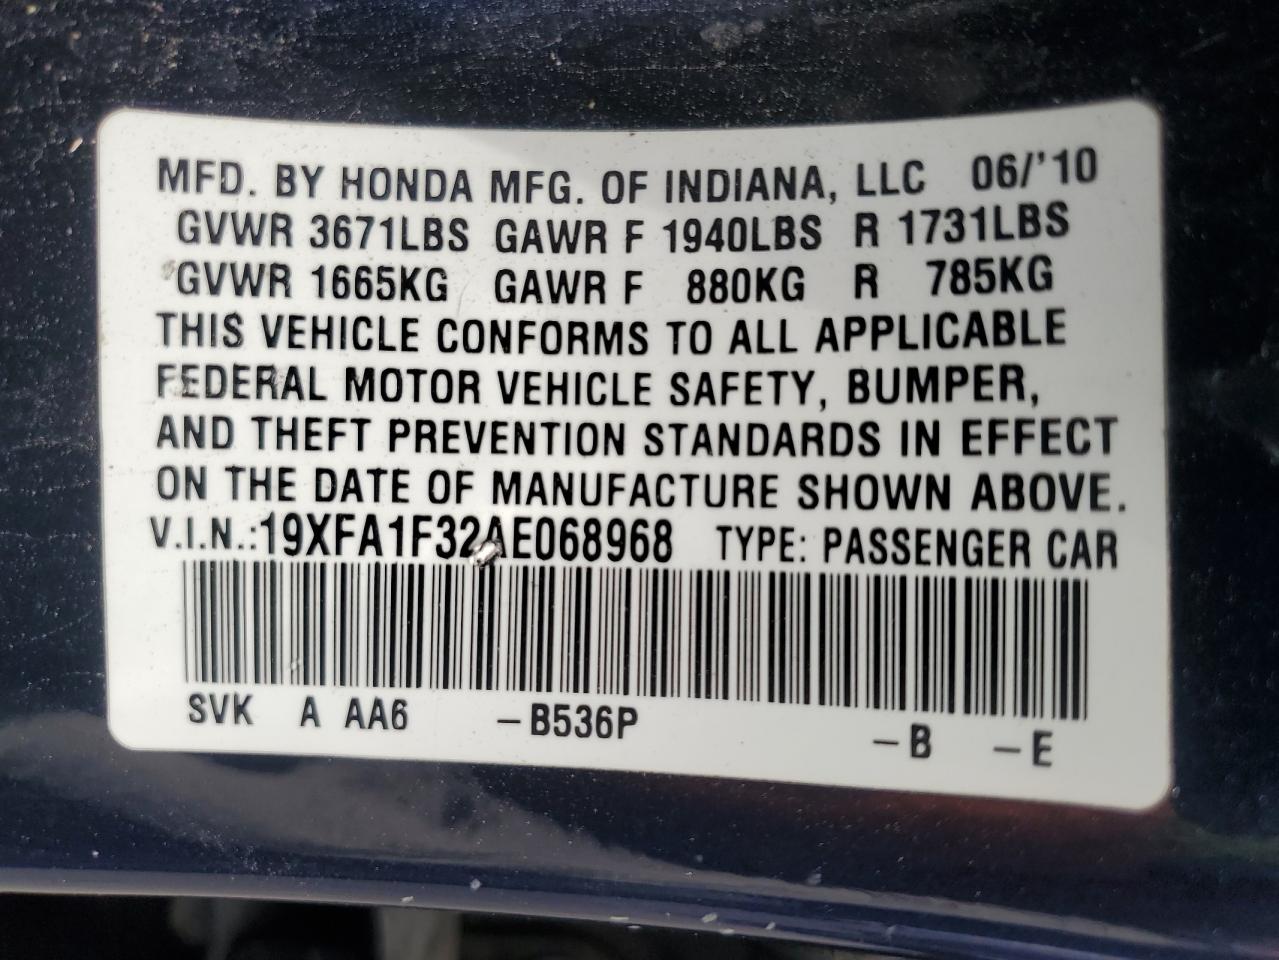 MFD. BY HONDA MFG. OF INDIANA, LLC 06/'10
GVWR 3671LBS GAWR F 1940LBS R 1731LBS
GVWR 1665KG GAWR F 880KG R 785KG
THIS VEHICLE CONFORMS TO ALL APPLICABLE
FEDERAL MOTOR VEHICLE SAFETY, BUMPER,
AND THEFT PREVENTION STANDARDS IN EFFECT
ON THE DATE OF MANUFACTURE SHOWN ABOVE.
V.I.N.:19XFA1F32AE068968 TYPE: PASSENGER CAR
SVK A AA6 -B536P -B -E